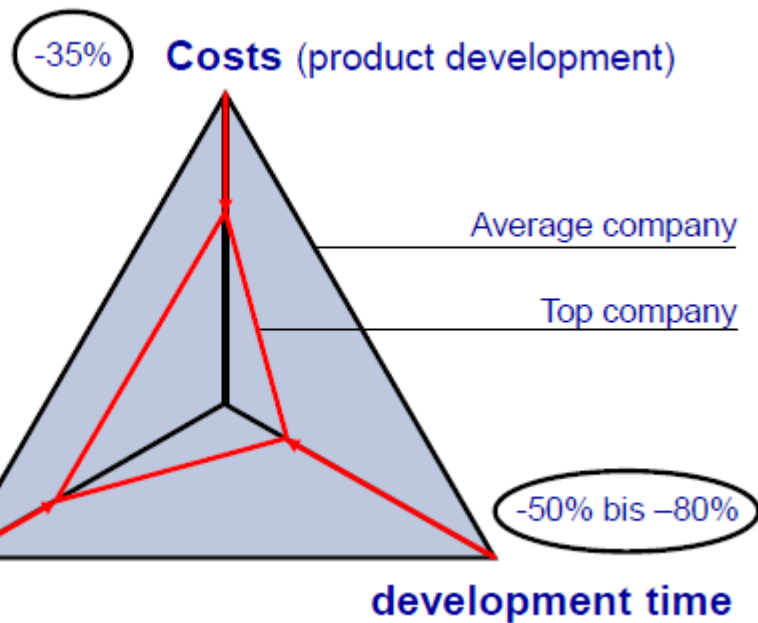 -35%
Costs (product development)
Average company
Top company
-50% bis –80%
development time